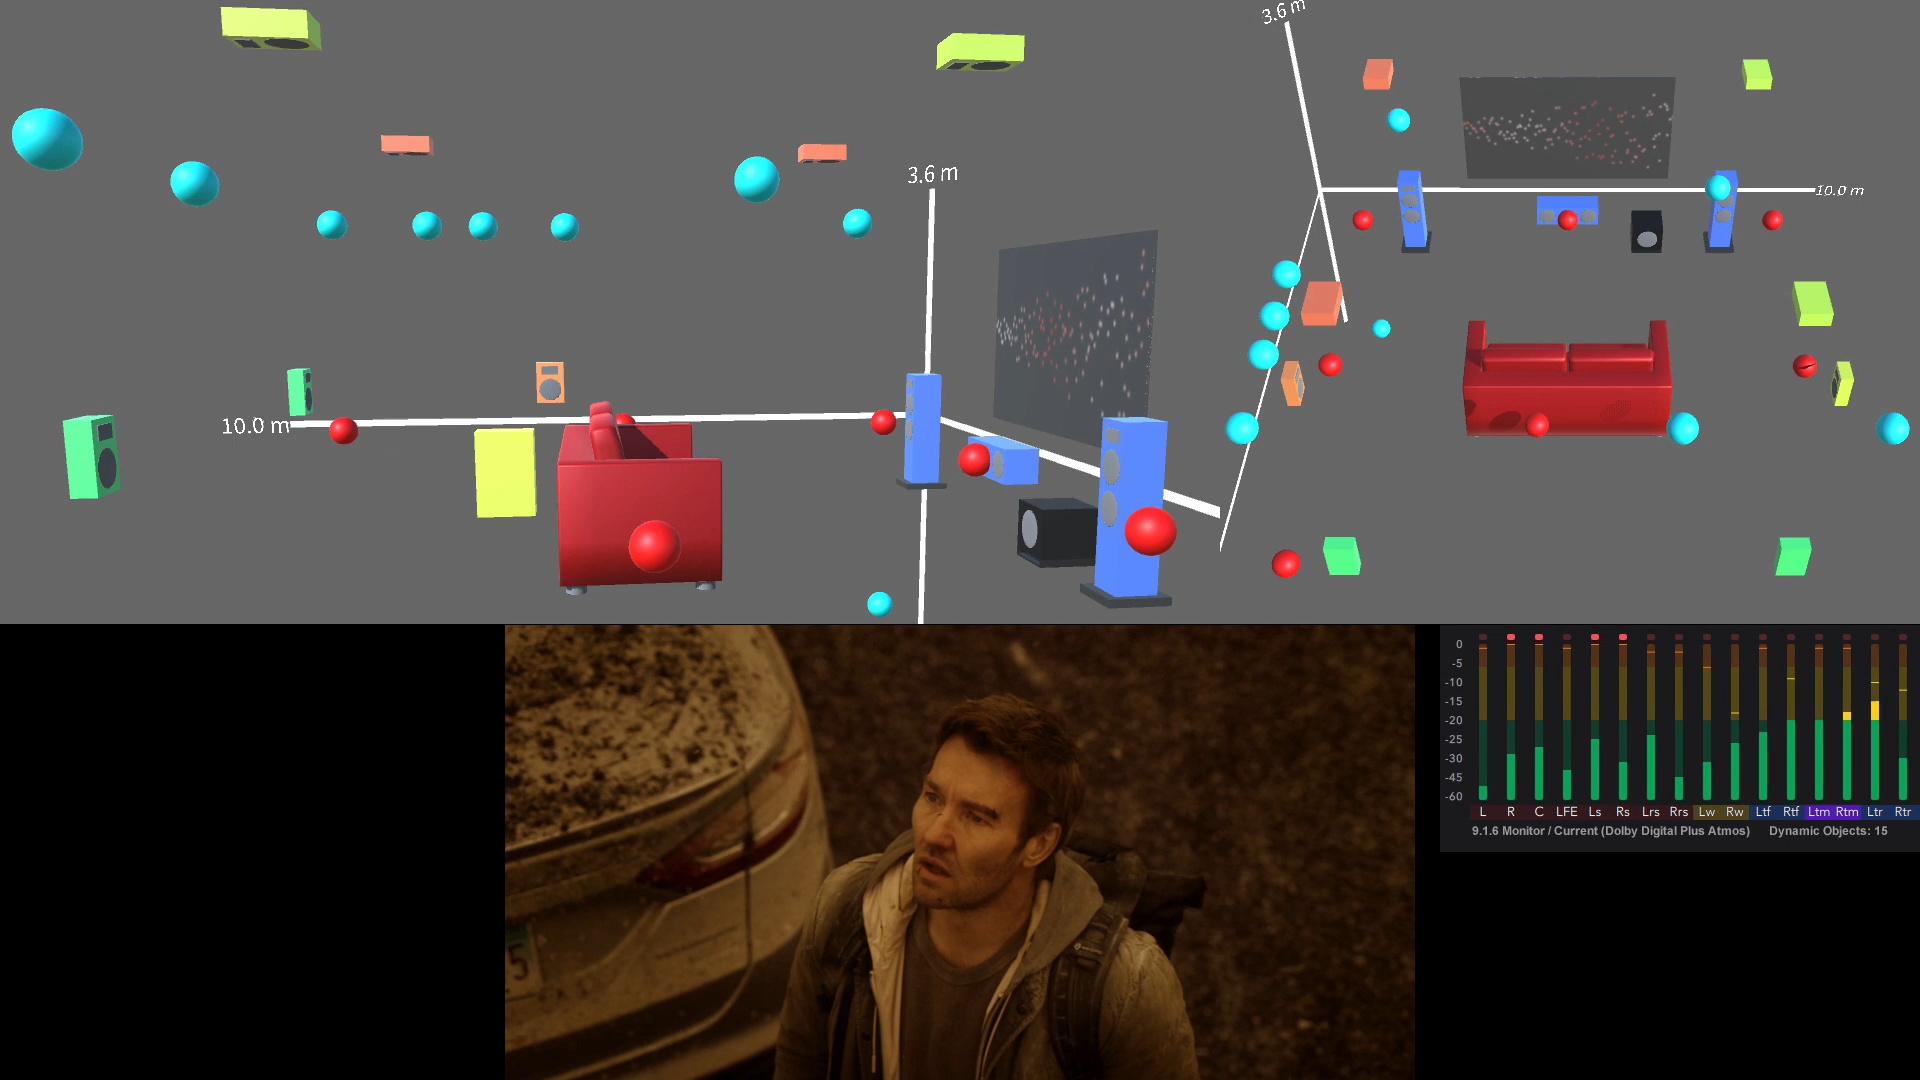 3.6 m
3.6 m
10.0 m
10.0 m
5
0
-5
-10
-15
-20
-25
-30
-45
-60
L R C LFE Ls Rs Lrs Rrs Lw Rw Ltf Rtf Ltm Rtm Ltr Rtr
9.1.6 Monitor / Current (Dolby Digital Plus Atmos) Dynamic Objects: 15